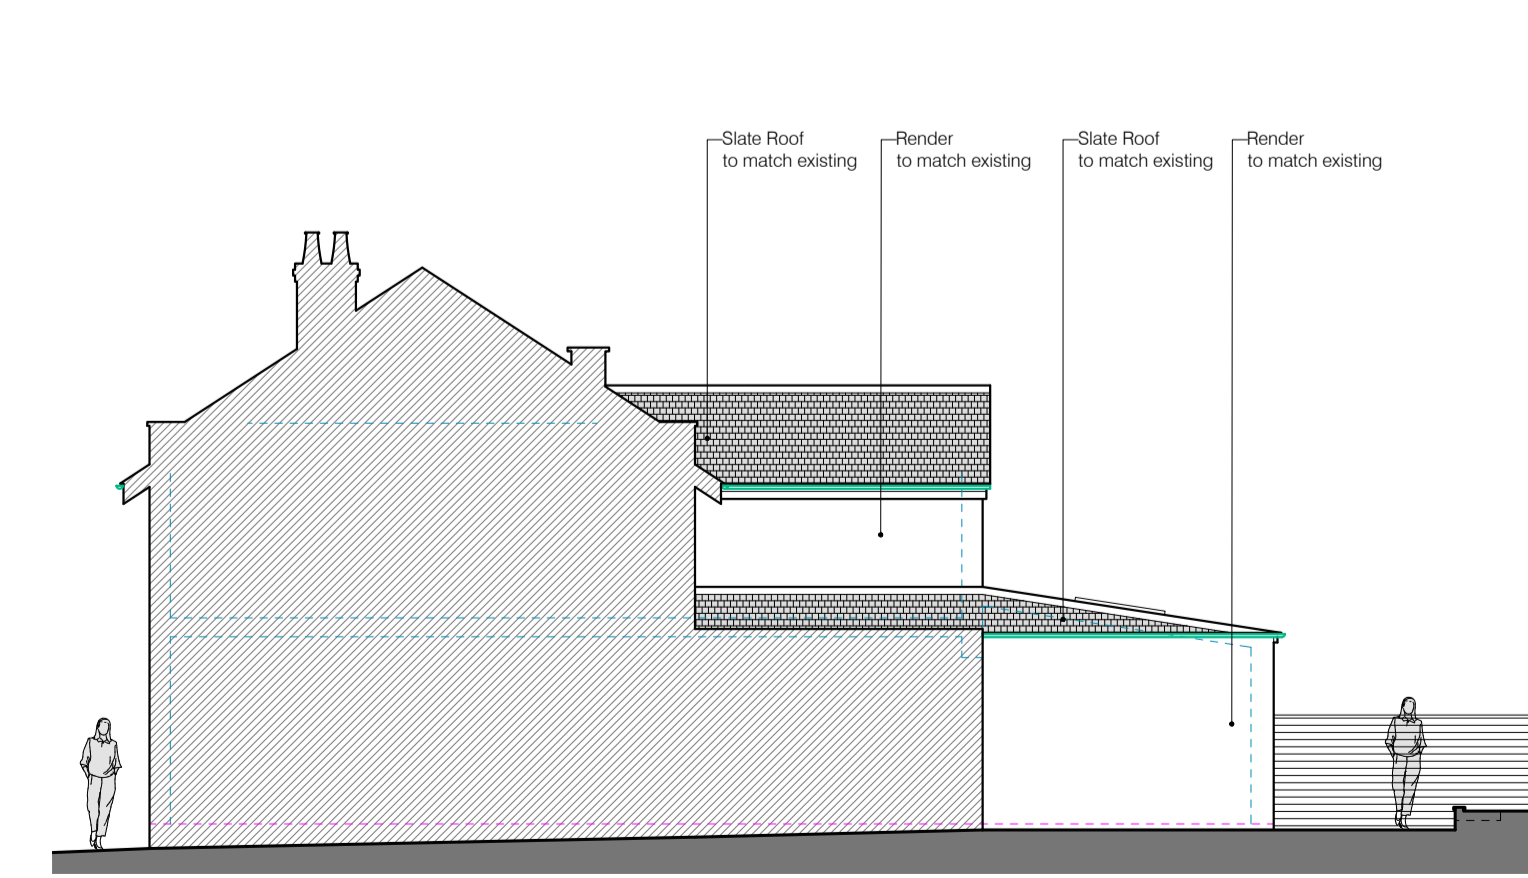 Slate Roof
to match existing
Render
to match existing
Slate Roof
to match existing
Render
to match existing